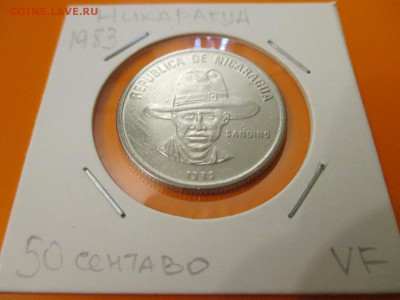 COINS.LAVE.RU
НИКАРАГУА
1983
REPUBLICA DE NICARAGUA
SANDINO
1983
50 сентаво
VF